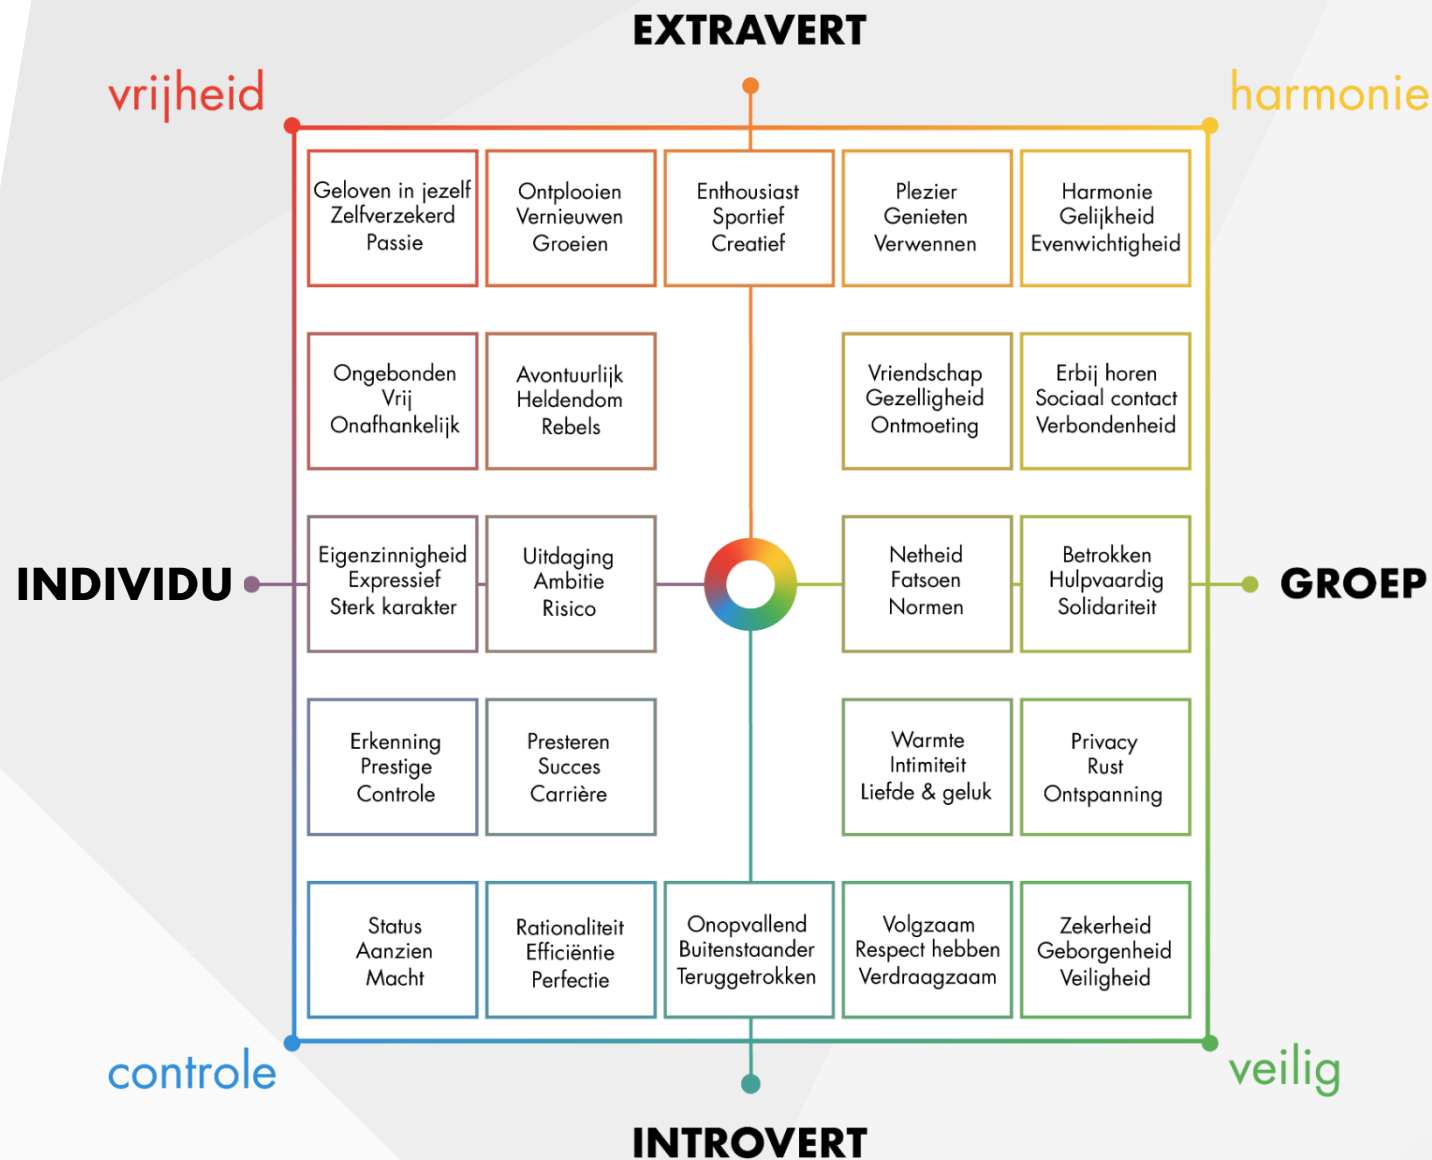 EXTRAVERT
vrijheid
harmonie
Geloven in jezelf
Zelfverzekerd
Passie
Ontplooien
Vernieuwen
Groeien
Enthousiast
Sportief
Creatief
Plezier
Genieten
Verwennen
Harmonie
Gelijkheid
Evenwichtigheid
Ongebonden
Vrij
Onafhankelijk
Avontuurlijk
Heldendom
Rebels
Vriendschap
Gezelligheid
Ontmoeting
Erbij horen
Sociaal contact
Verbondenheid
INDIVIDU
Eigenzinnigheid
Expressief
Sterk karakter
Uitdaging
Ambitie
Risico
Netheid
Fatsoen
Normen
Betrokken
Hulpvaardig
Solidariteit
GROEP
Erkenning
Prestige
Controle
Presteren
Succes
Carrière
Warmte
Intimiteit
Liefde & geluk
Privacy
Rust
Ontspanning
Status
Aanzien
Macht
Rationaliteit
Efficiëntie
Perfectie
Onopvallend
Buitenstaander
Teruggetrokken
Volgzaam
Respect hebben
Verdraagzaam
Zekerheid
Geborgenheid
Veiligheid
controle
veilig
INTROVERT